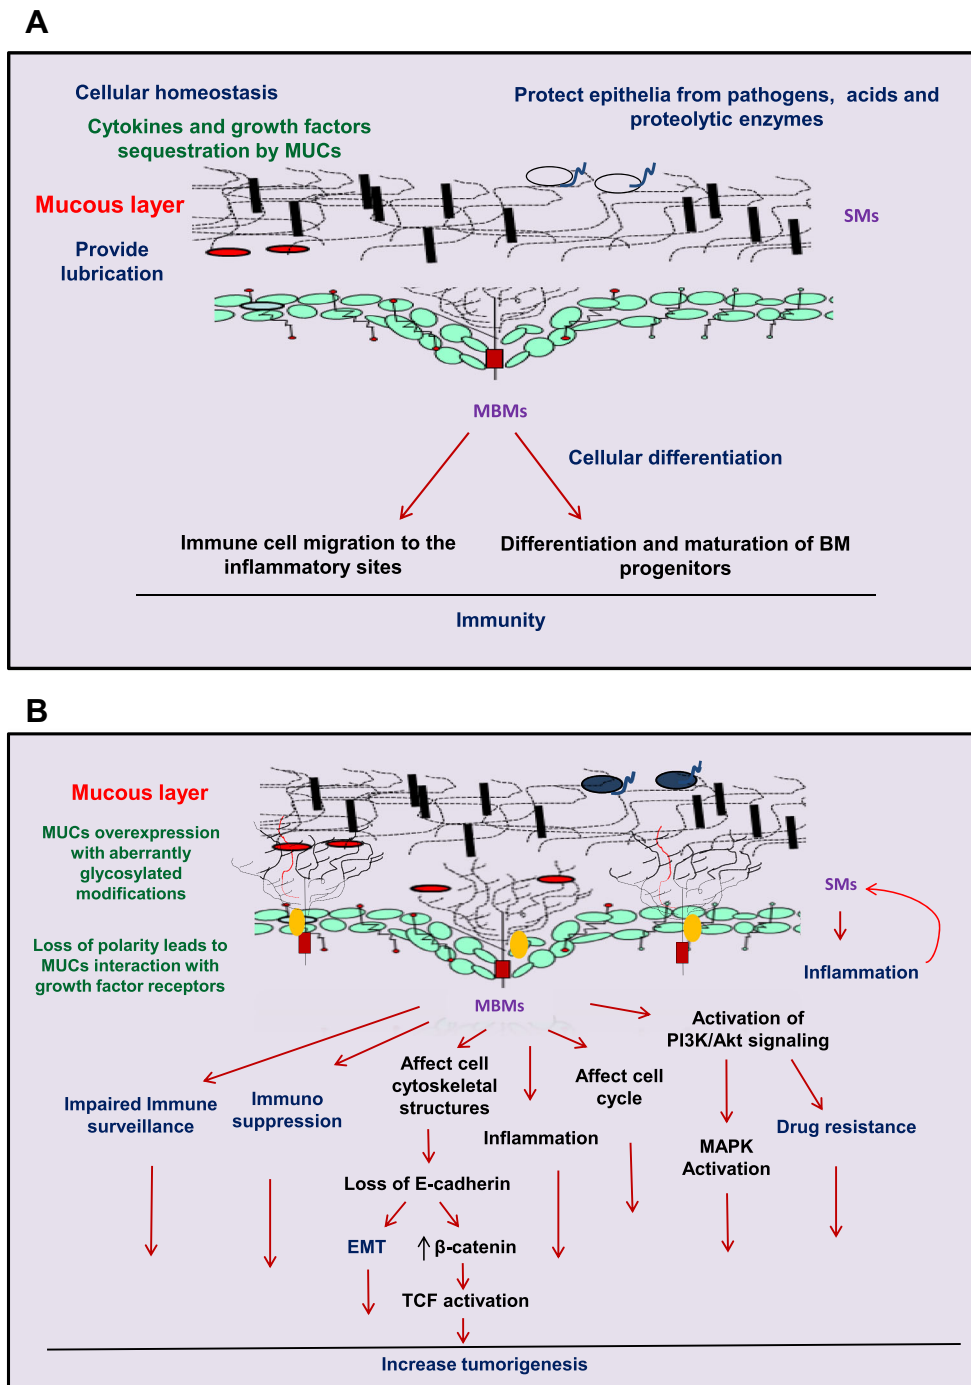 A
Cellular homeostasis
Protect epithelia from pathogens, acids and
proteolytic enzymes
Cytokines and growth factors
sequestration by MUCs
Mucous layer
SMs
Provide
lubrication
MBMs
Cellular differentiation
Immune cell migration to the
inflammatory sites
Differentiation and maturation of BM
progenitors
Immunity
B
Mucous layer
MUCs overexpression
with aberrantly
glycosylated
modifications
SMs
Loss of polarity leads to
MUCs interaction with
growth factor receptors
Inflammation
MBMs
Activation of
PI3K/Akt signaling
Affect cell
cytoskeletal
structures
Affect cell
cycle
Impaired Immune
surveillance
Immuno
suppression
Inflammation
Drug resistance
MAPK
Activation
Loss of E-cadherin
EMT
↑ β-catenin
TCF activation
Increase tumorigenesis